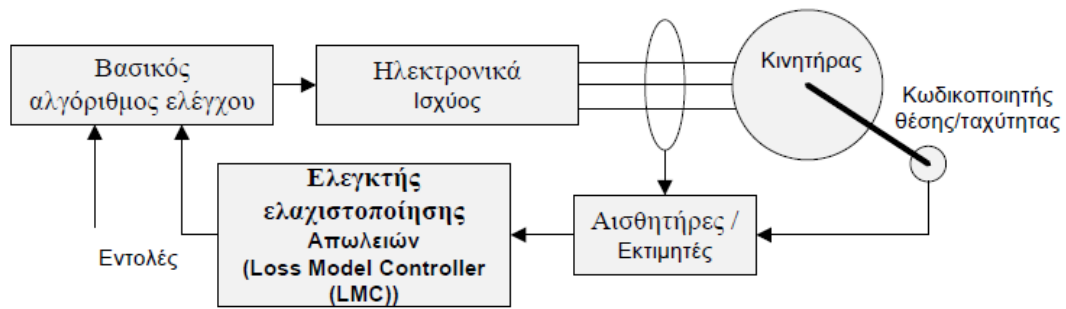 Βασικός
αλγόριθμος ελέγχου
Ηλεκτρονικά
Ισχύος
Κινητήρας
Κωδικοποιητής
θέσης/ταχύτητας
Εντολές
Ελεγκτής
ελαχιστοποίησης
Απωλειών
(Loss Model Controller
(LMC))
Αισθητήρες /
Εκτιμητές